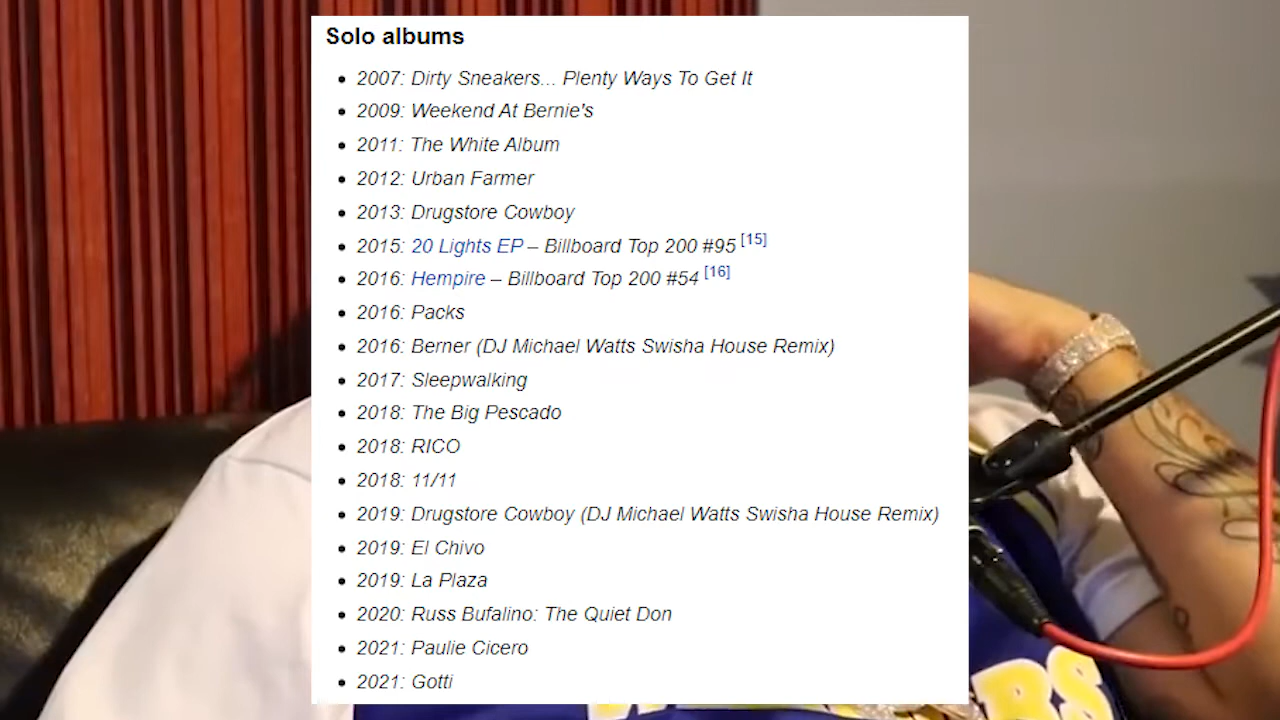 Solo albums
2007: Dirty Sneakers... Plenty Ways To Get It
2009: Weekend At Bernie's
2011: The White Album
2012: Urban Farmer
2013: Drugstore Cowboy
2015: 20 Lights EP – Billboard Top 200 #95 [15]
2016: Hempire – Billboard Top 200 #54 [16]
2016: Packs
2016: Berner (DJ Michael Watts Swisha House Remix)
2017: Sleepwalking
2018: The Big Pescado
2018: RICO
2018: 11/11
2019: Drugstore Cowboy (DJ Michael Watts Swisha House Remix)
2019: El Chivo
2019: La Plaza
2020: Russ Bufalino: The Quiet Don
2021: Paulie Cicero
2021: Gotti